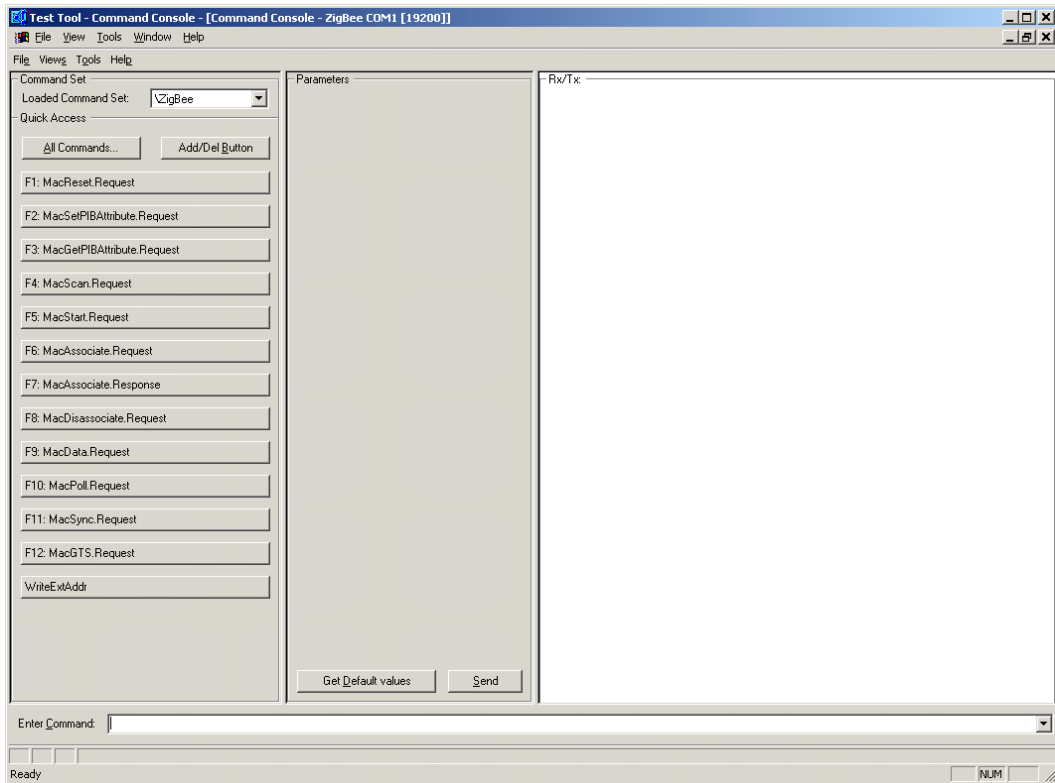 Test Tool - Command Console - [Command Console - ZigBee COM1 [19200]]
File View Tools Window Help
File Views Tools Help
Command Set
Loaded Command Set: \ZigBee
Quick Access
All Commands... Add/Del Button
F1: MacReset.Request
F2: MacSetPIBAttribute.Request
F3: MacGetPIBAttribute.Request
F4: MacScan.Request
F5: MacStart.Request
F6: MacAssociate.Request
F7: MacAssociate.Response
F8: MacDisassociate.Request
F9: MacData.Request
F10: MacPoll.Request
F11: MacSync.Request
F12: MacGTS.Request
WriteExtAddr
Parameters
Get Default values Send
Rx/Tx:
Enter Command:
Ready NUM